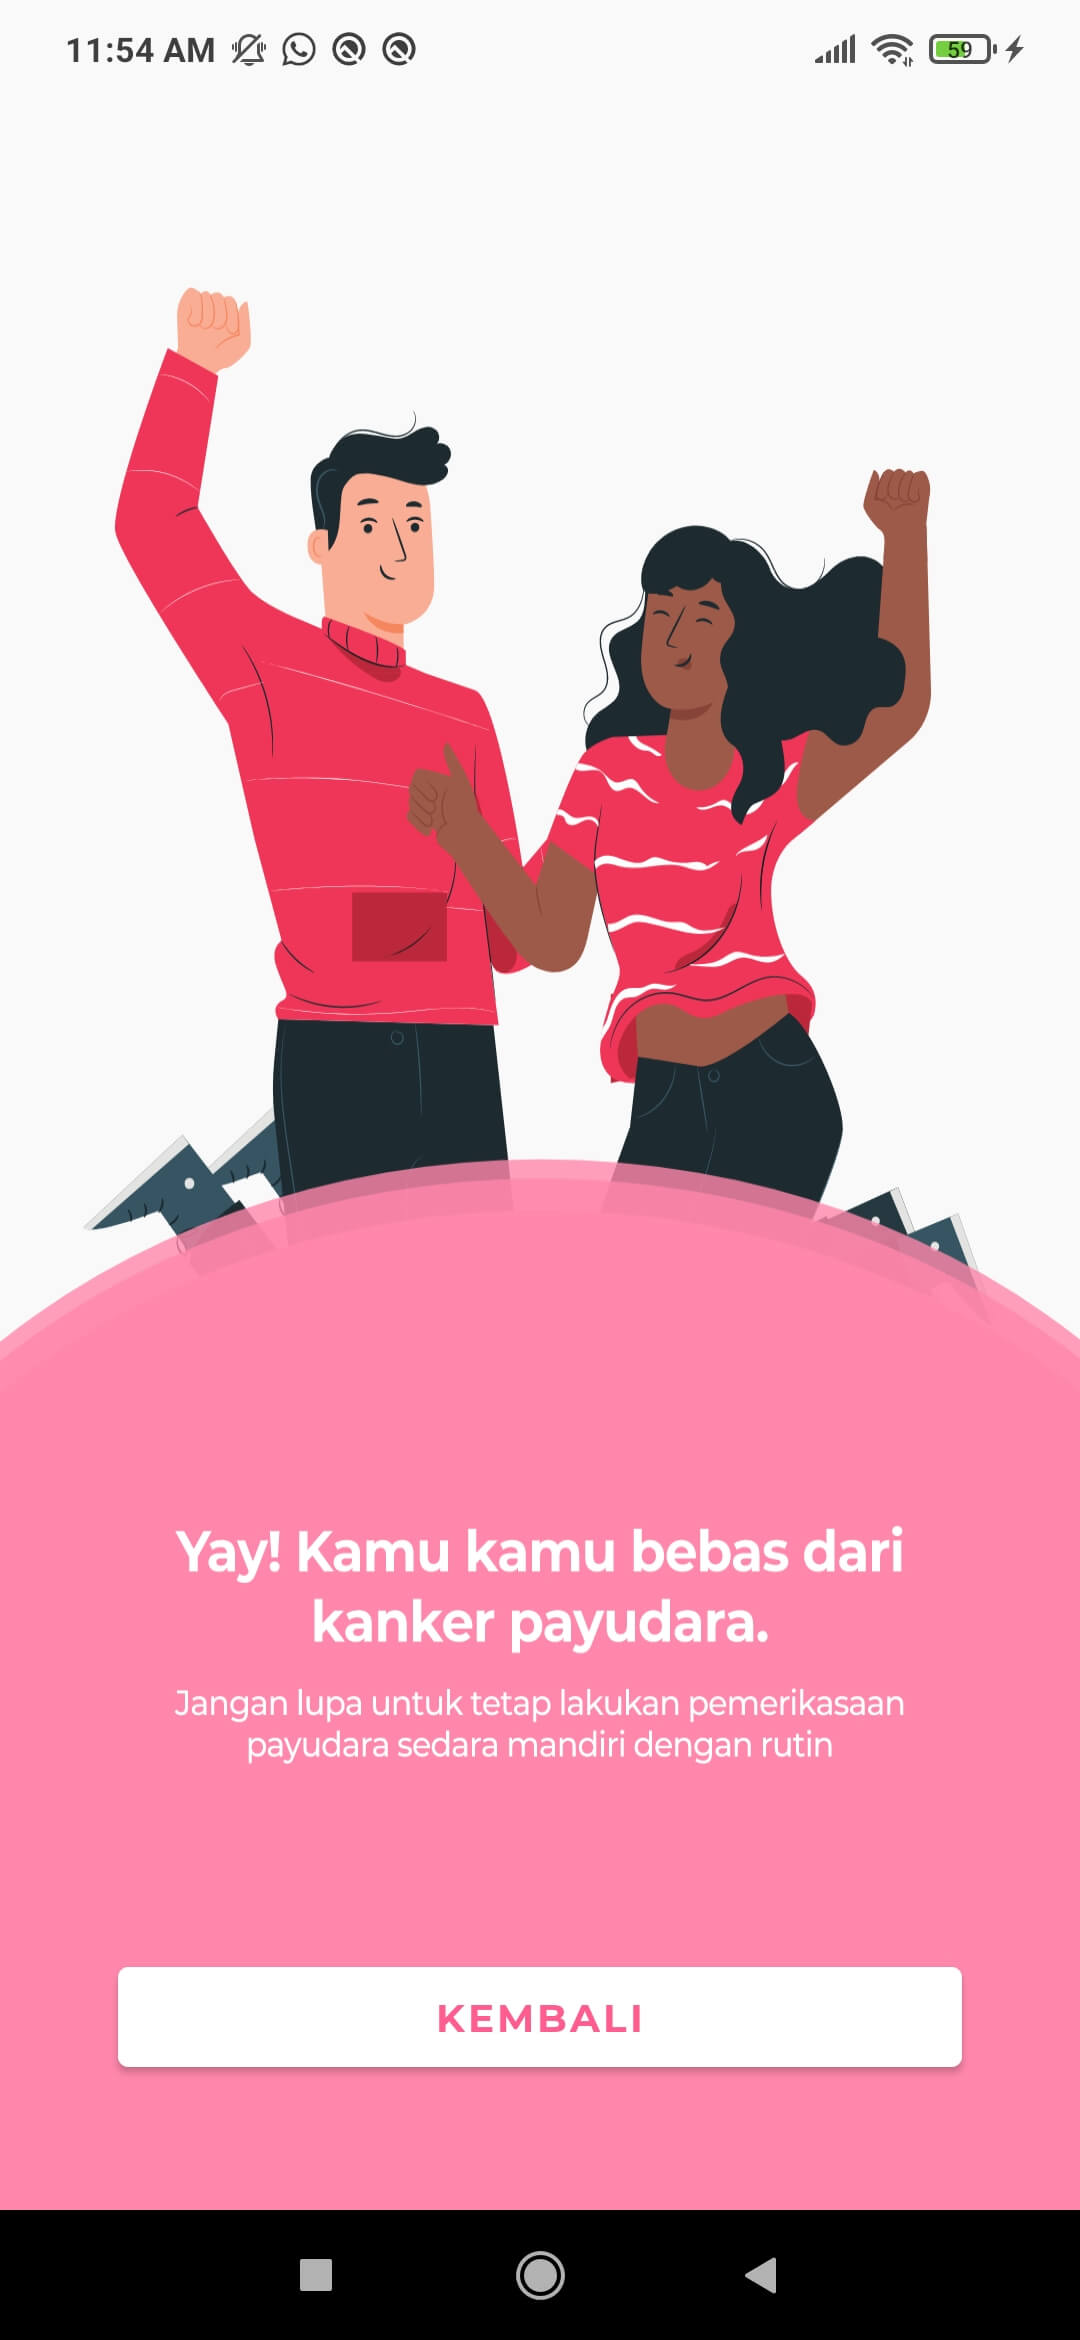 11:54 AM
59
Yay! Kamu kamu bebas dari
kanker payudara.
Jangan lupa untuk tetap lakukan pemerikasaan
payudara sedara mandiri dengan rutin
KEMBALI